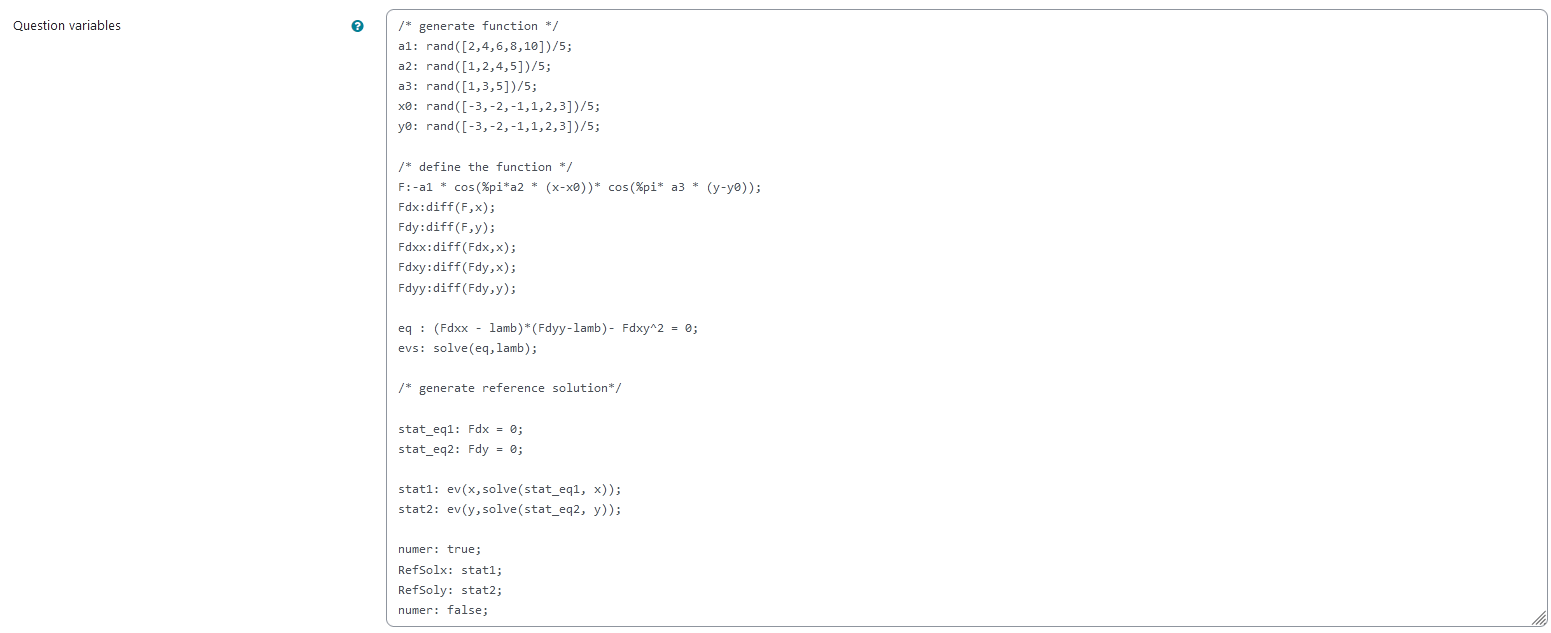 Question variables
/* generate function */
a1: rand([2,4,6,8,10])/5;
a2: rand([1,2,4,5])/5;
a3: rand([1,3,5])/5;
x0: rand([-3,-2,-1,1,2,3])/5;
y0: rand([-3,-2,-1,1,2,3])/5;
/* define the function */
F:-a1 * cos(%pi*a2 * (x-x0))* cos(%pi* a3 * (y-y0));
Fdx:diff(F,x);
Fdy:diff(F,y);
Fdxx:diff(Fdx,x);
Fdxy:diff(Fdy,x);
Fdyy:diff(Fdy,y);
eq : (Fdxx - lamb)*(Fdyy-lamb)- Fdxy^2 = 0;
evs: solve(eq,lamb);
/* generate reference solution*/
stat_eq1: Fdx = 0;
stat_eq2: Fdy = 0;
stat1: ev(x,solve(stat_eq1, x));
stat2: ev(y,solve(stat_eq2, y));
numer: true;
RefSolx: stat1;
RefSoly: stat2;
numer: false;